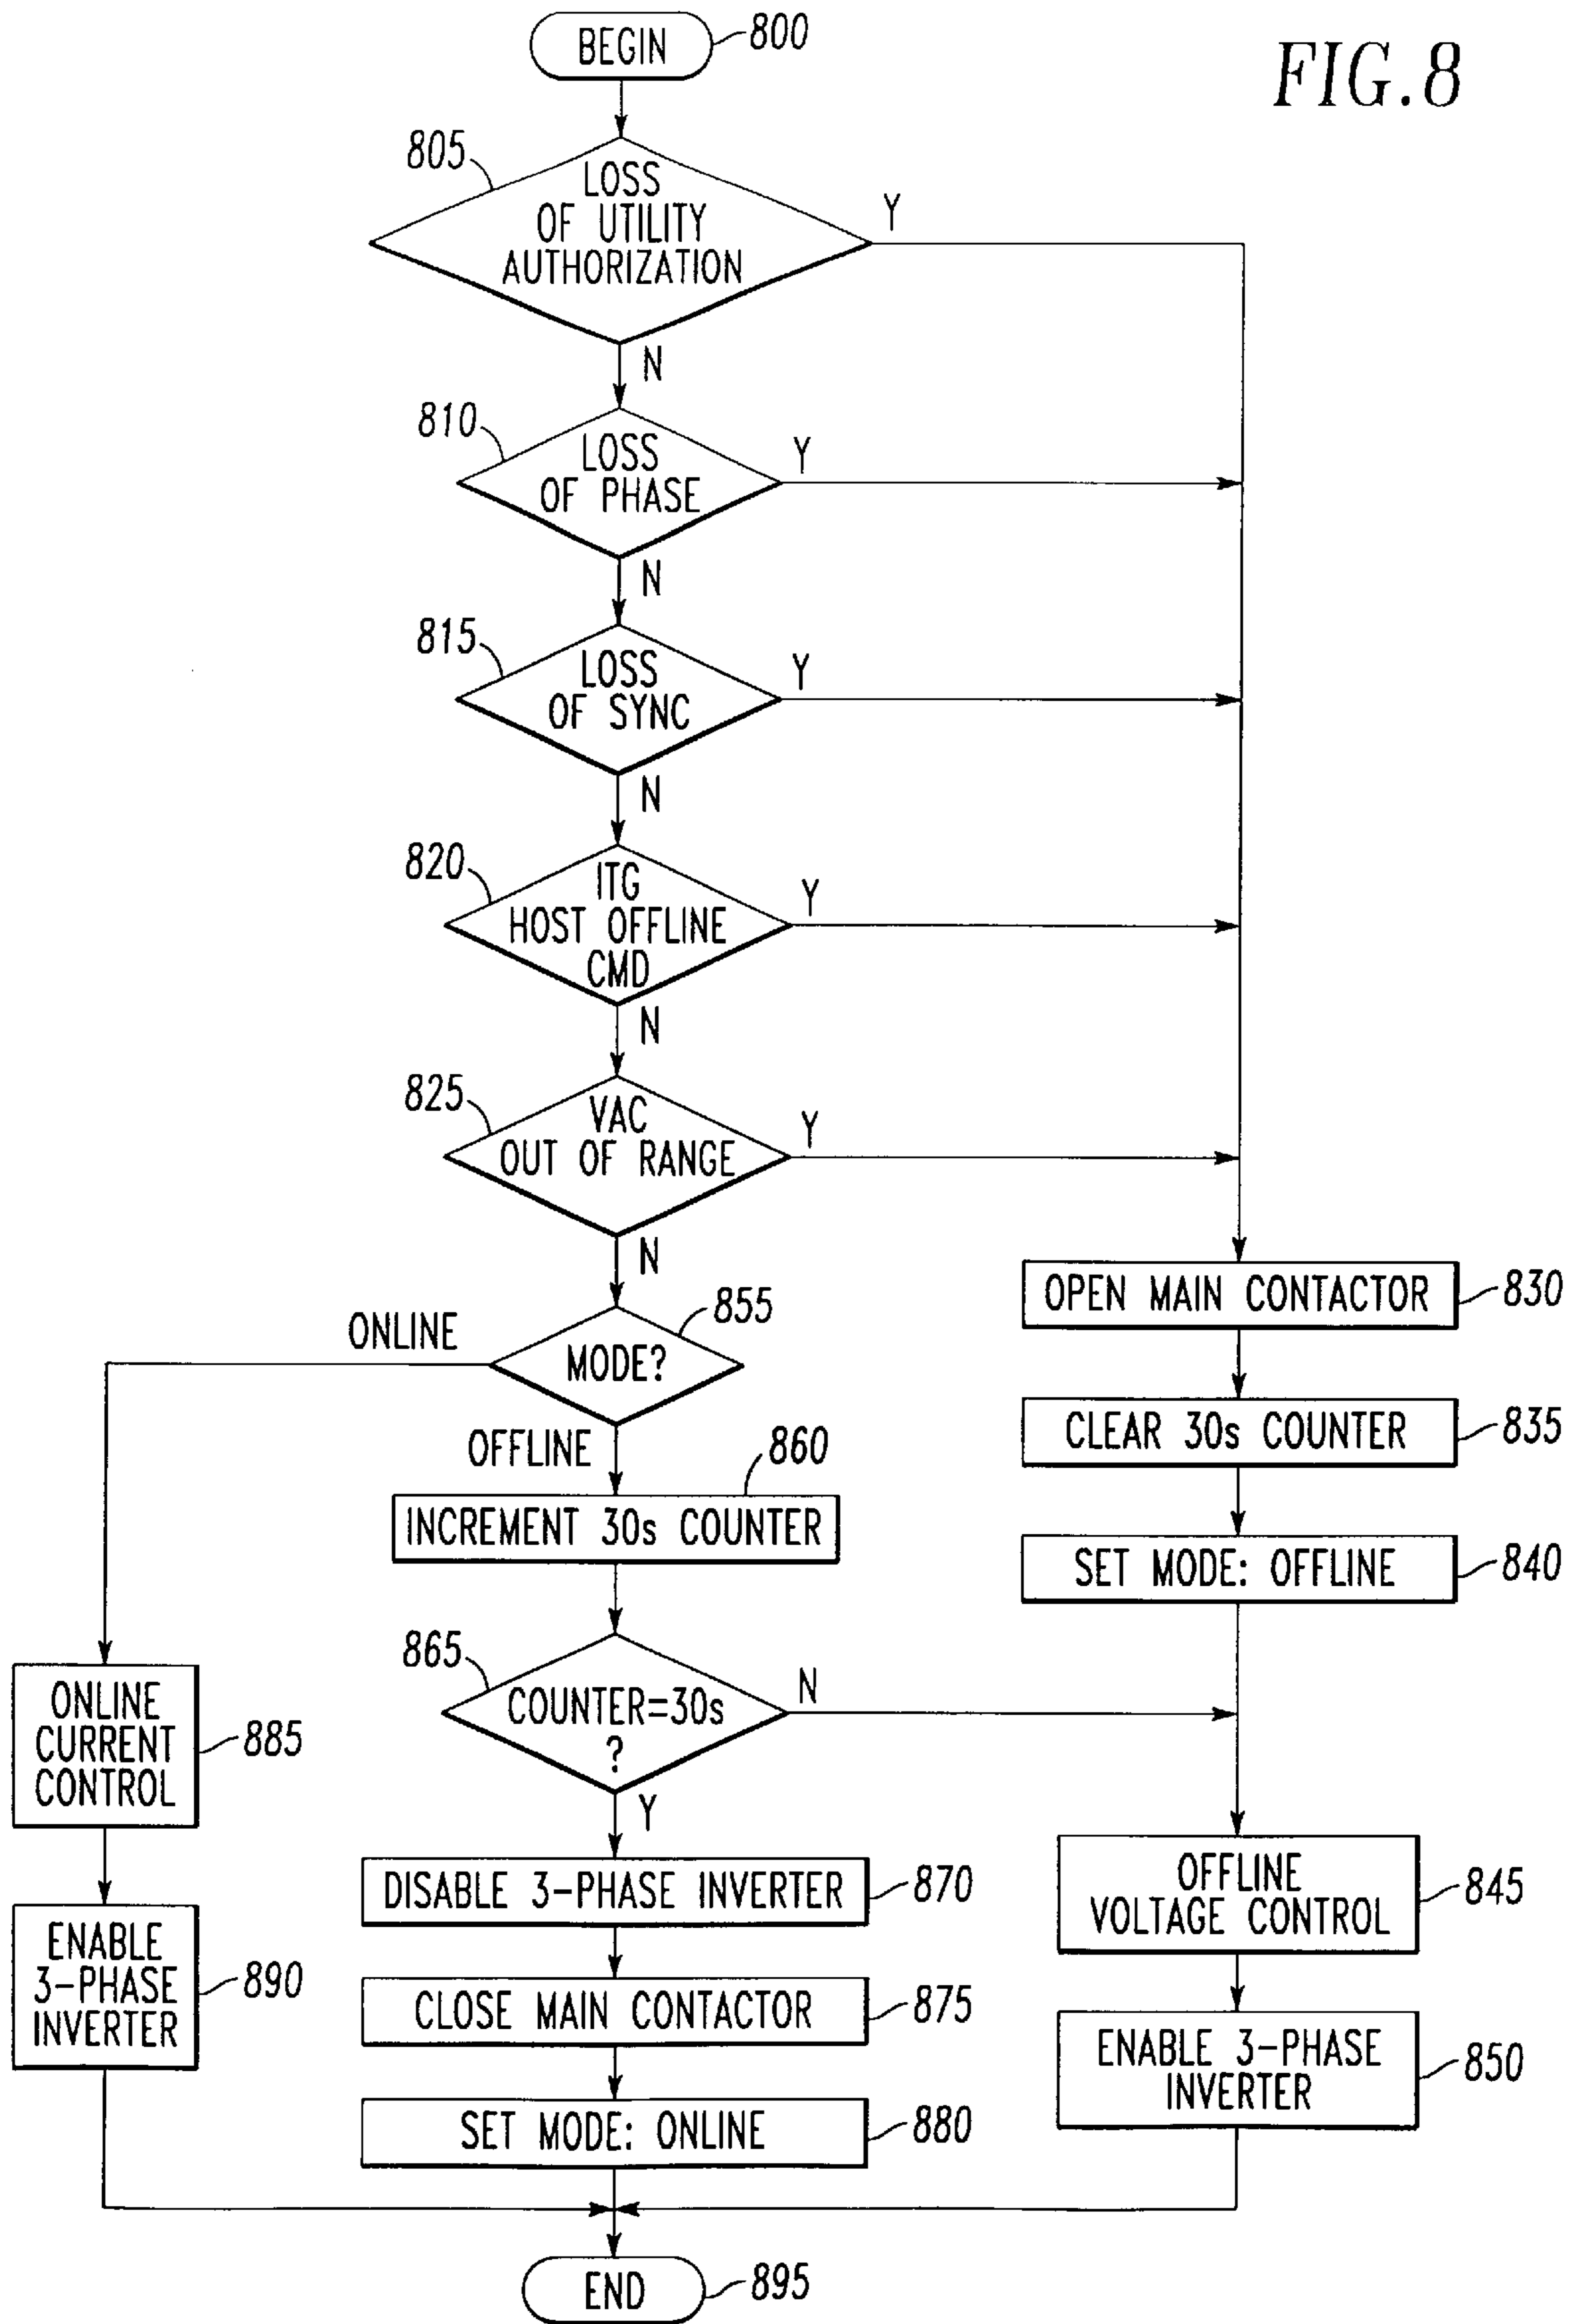 FIG. 8
BEGIN
800
805
LOSS
OF UTILITY
AUTHORIZATION
Y
N
810
LOSS
OF PHASE
Y
N
815
LOSS
OF SYNC
Y
N
820
ITG
HOST OFFLINE
CMD
Y
N
825
VAC
OUT OF RANGE
Y
N
OPEN MAIN CONTACTOR
830
CLEAR 30s COUNTER
835
SET MODE: OFFLINE
840
855
MODE?
ONLINE
OFFLINE
860
INCREMENT 30s COUNTER
865
COUNTER=30s
?
N
Y
ONLINE
CURRENT
CONTROL
885
ENABLE
3-PHASE
INVERTER
890
DISABLE 3-PHASE INVERTER
870
CLOSE MAIN CONTACTOR
875
SET MODE: ONLINE
880
OFFLINE
VOLTAGE CONTROL
845
ENABLE 3-PHASE
INVERTER
850
END
895